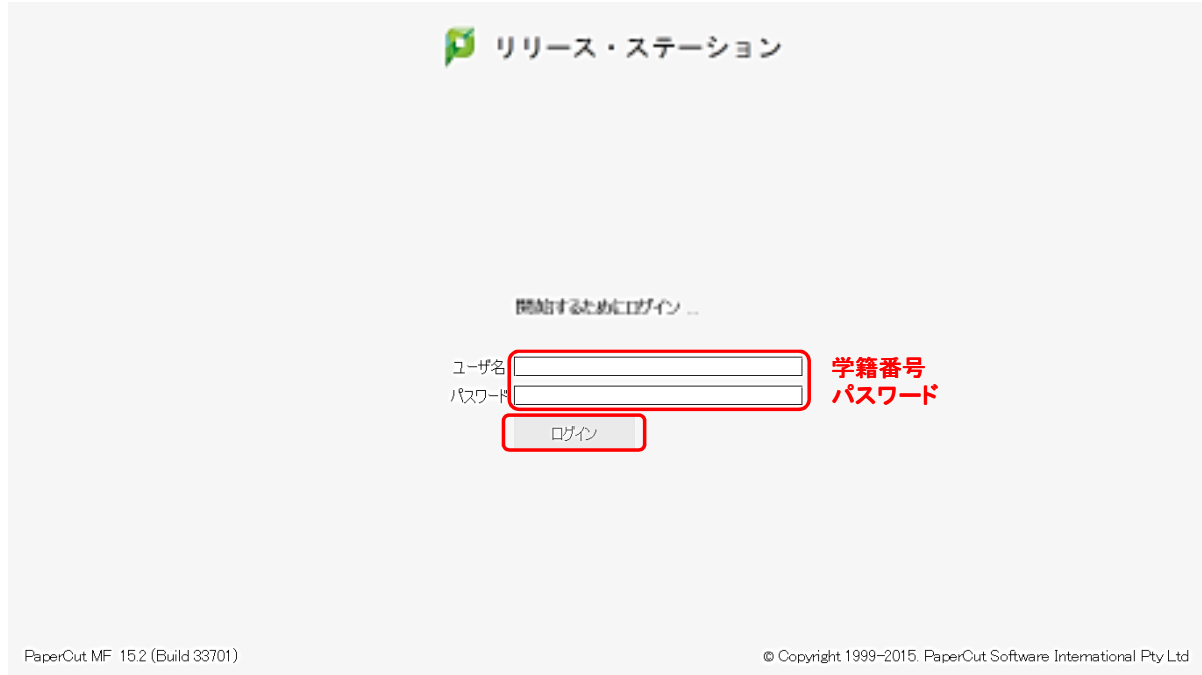 リリース・ステーション
開始するためにログイン ...
ユーザ名
学籍番号
パスワード
パスワード
ログイン
PaperCut MF 15.2 (Build 33701)
© Copyright 1999-2015. PaperCut Software International Pty Ltd